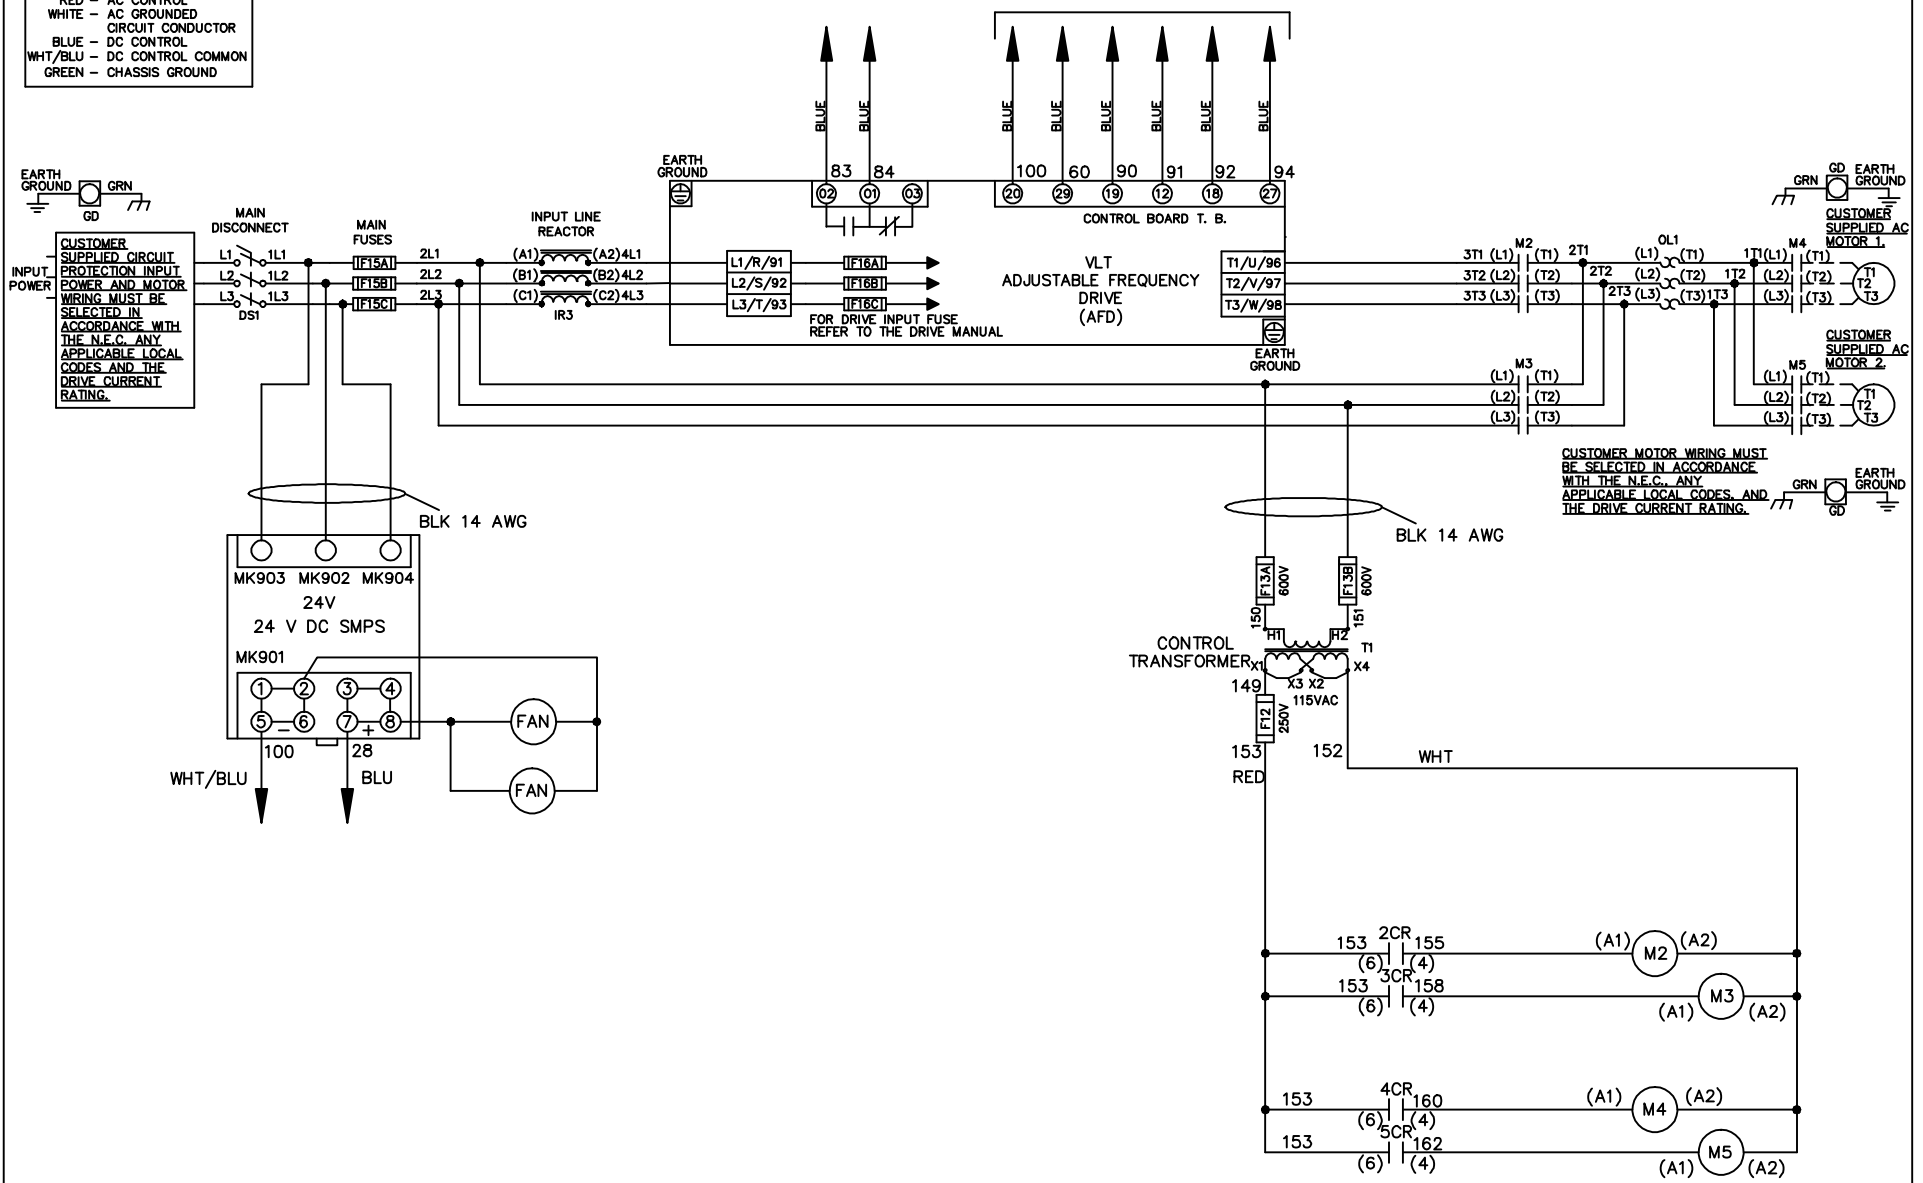 RED – AC CONTROL
WHITE – AC GROUNDED
CIRCUIT CONDUCTOR
BLUE – DC CONTROL
WHT/BLU – DC CONTROL COMMON
GREEN – CHASSIS GROUND
BLUE
BLUE
BLUE
BLUE
BLUE
BLUE
BLUE
BLUE
EARTH
GROUND
GRN
GD
EARTH
GROUND
83
84
100
60
90
91
92
94
02
01
03
20
29
19
12
18
27
CONTROL BOARD T. B.
GRN
GD
EARTH
GROUND
INPUT
POWER
CUSTOMER
SUPPLIED CIRCUIT
PROTECTION INPUT
POWER AND MOTOR
WIRING MUST BE
SELECTED IN
ACCORDANCE WITH
THE N.E.C. ANY
APPLICABLE LOCAL
CODES AND THE
DRIVE CURRENT
RATING.
MAIN
DISCONNECT
L1 1L1
L2 1L2
L3 1L3
DS1
MAIN
FUSES
F15A
F15B
F15C
2L1
2L2
2L3
INPUT LINE
REACTOR
(A1) (A2) 4L1
(B1) (B2) 4L2
(C1) (C2) 4L3
IR3
L1/R/91
L2/S/92
L3/T/93
F16A
F16B
F16C
FOR DRIVE INPUT FUSE
REFER TO THE DRIVE MANUAL
VLT
ADJUSTABLE FREQUENCY
DRIVE
(AFD)
T1/U/96
T2/V/97
T3/W/98
EARTH
GROUND
M2
3T1 (L1) (T1) 2T1
3T2 (L2) (T2) 2T2
3T3 (L3) (T3) 2T3
OL1
(L1) (T1) 1T1
(L2) (T2) 1T2
(L3) (T3) 1T3
M4
(L1) (T1)
(L2) (T2)
(L3) (T3)
CUSTOMER
SUPPLIED AC
MOTOR 1.
T1
T2
T3
M3
(L1) (T1)
(L2) (T2)
(L3) (T3)
M5
(L1) (T1)
(L2) (T2)
(L3) (T3)
CUSTOMER
SUPPLIED AC
MOTOR 2.
T1
T2
T3
CUSTOMER MOTOR WIRING MUST
BE SELECTED IN ACCORDANCE
WITH THE N.E.C., ANY
APPLICABLE LOCAL CODES, AND
THE DRIVE CURRENT RATING.
GRN
GD
EARTH
GROUND
BLK 14 AWG
MK903 MK902 MK904
24V
24 V DC SMPS
MK901
1 2 3 4
5 6 7 8
– +
100
28
WHT/BLU
BLU
FAN
FAN
BLK 14 AWG
F13A
600V
F13B
600V
150
151
H1 H2
T1
CONTROL
TRANSFORMER
X1
X4
X3 X2
115VAC
149
F12
250V
153
RED
152
WHT
2CR
153 155
(6) (4)
(A1) M2 (A2)
3CR
153 158
(6) (4)
(A1) M3 (A2)
4CR
153 160
(6) (4)
(A1) M4 (A2)
5CR
153 162
(6) (4)
(A1) M5 (A2)